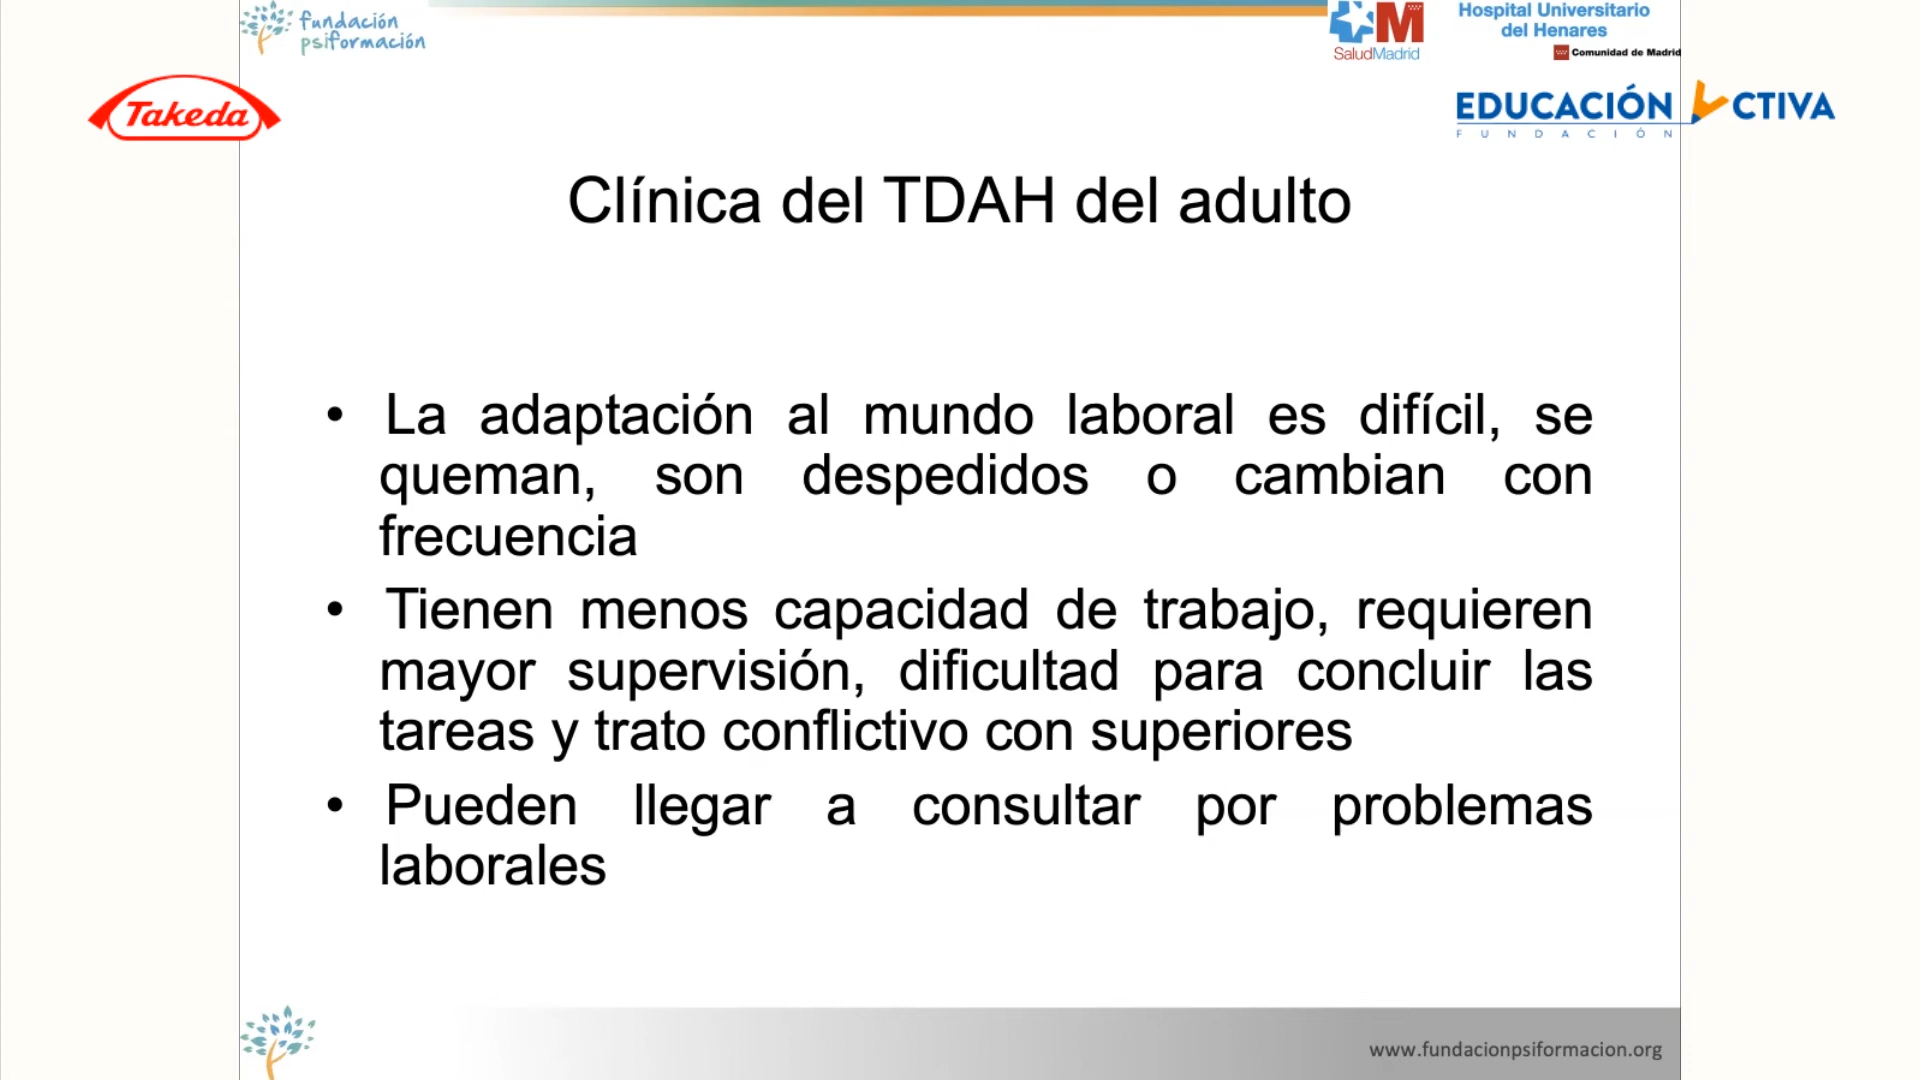 fundación
psiformación
SaludMadrid
Hospital Universitario
del Henares
Comunidad de Madrid
Takeda
EDUCACIÓN ACTIVA
FUNDACIÓN
Clínica del TDAH del adulto
• La adaptación al mundo laboral es difícil, se
queman, son despedidos o cambian con
frecuencia
• Tienen menos capacidad de trabajo, requieren
mayor supervisión, dificultad para concluir las
tareas y trato conflictivo con superiores
• Pueden llegar a consultar por problemas
laborales
www.fundacionpsiformacion.org